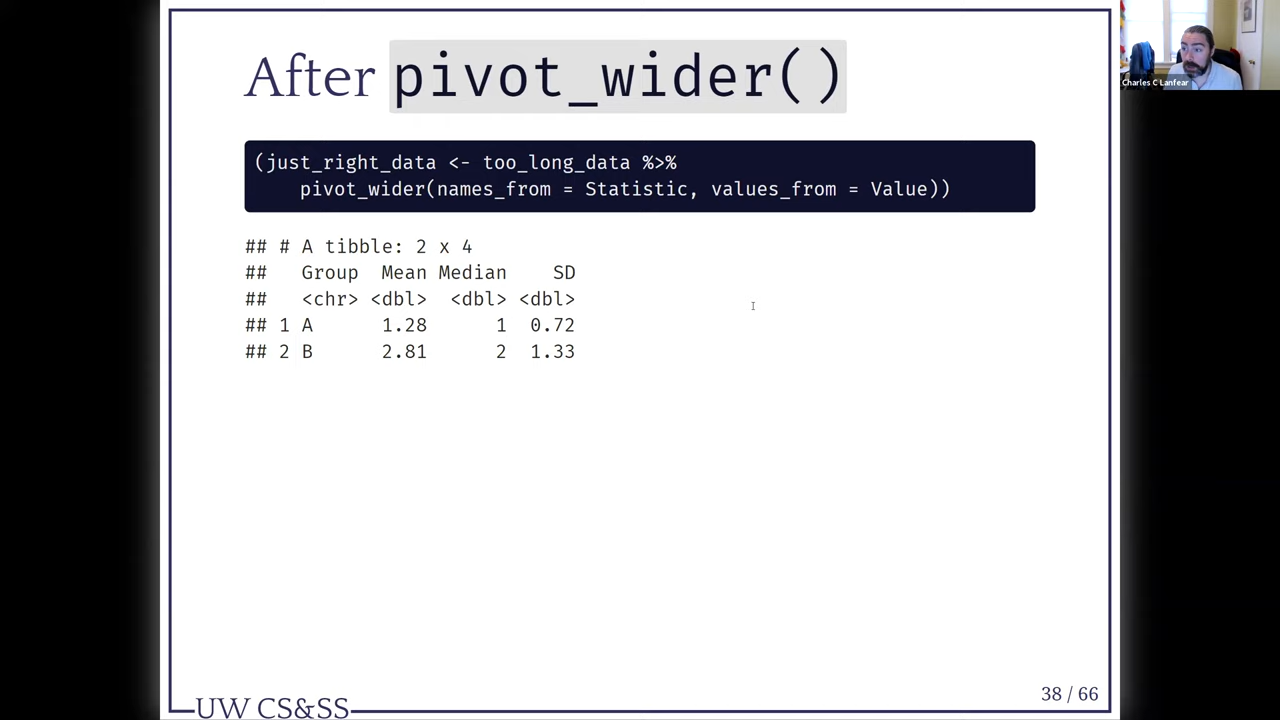 After pivot_wider()
Charles C Lanfear
(just_right_data <- too_long_data %>%
pivot_wider(names_from = Statistic, values_from = Value))
## # A tibble: 2 x 4
## Group Mean Median SD
## <chr> <dbl> <dbl> <dbl>
## 1 A 1.28 1 0.72
## 2 B 2.81 2 1.33
38 / 66
UW CS&SS